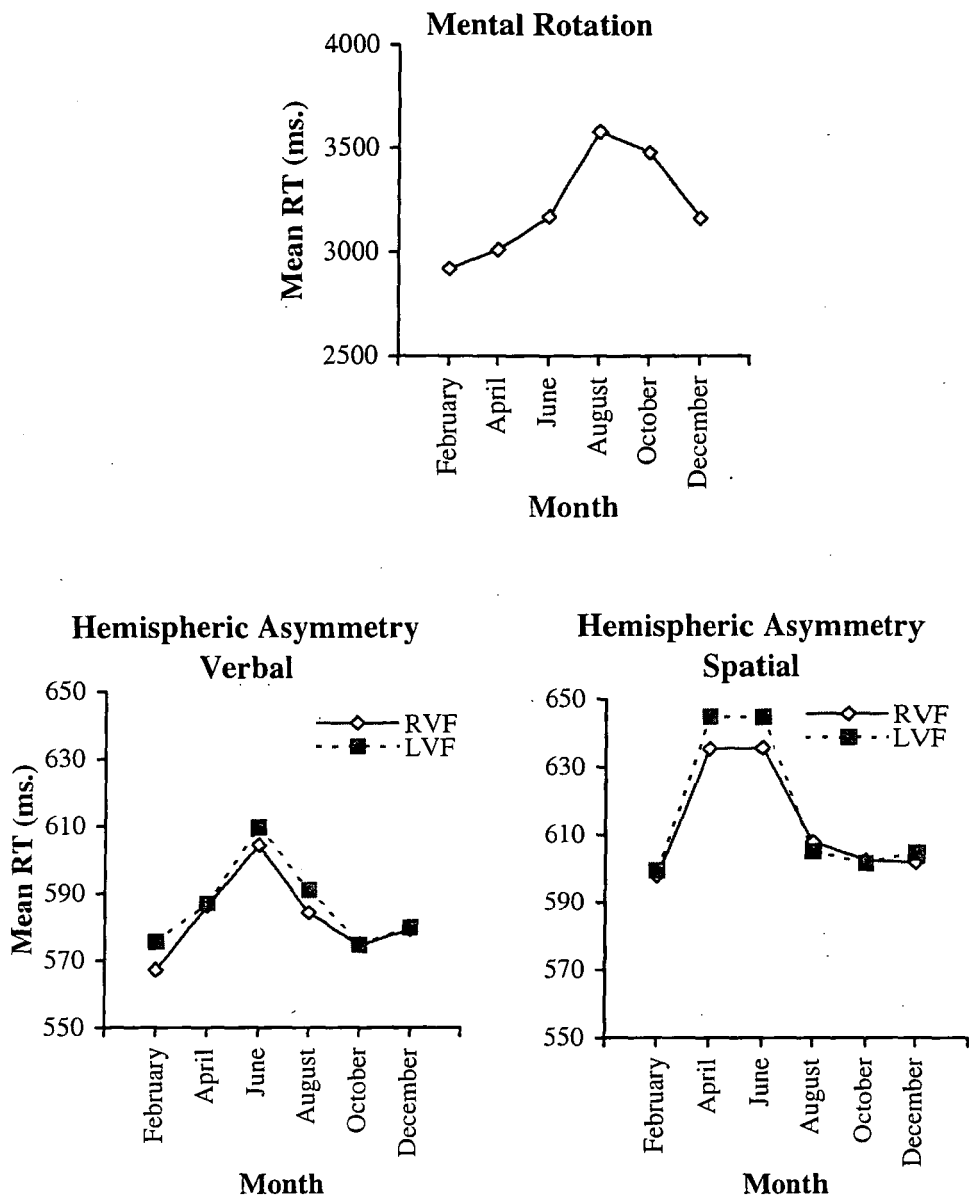 Mental Rotation
4000
3500
3000
2500
Mean RT (ms.)
February
April
June
August
October
December
Month
Hemispheric Asymmetry
Verbal
650
630
610
590
570
550
Mean RT (ms.)
RVF
LVF
February
April
June
August
October
December
Month
Hemispheric Asymmetry
Spatial
650
630
610
590
570
550
RVF
LVF
February
April
June
August
October
December
Month